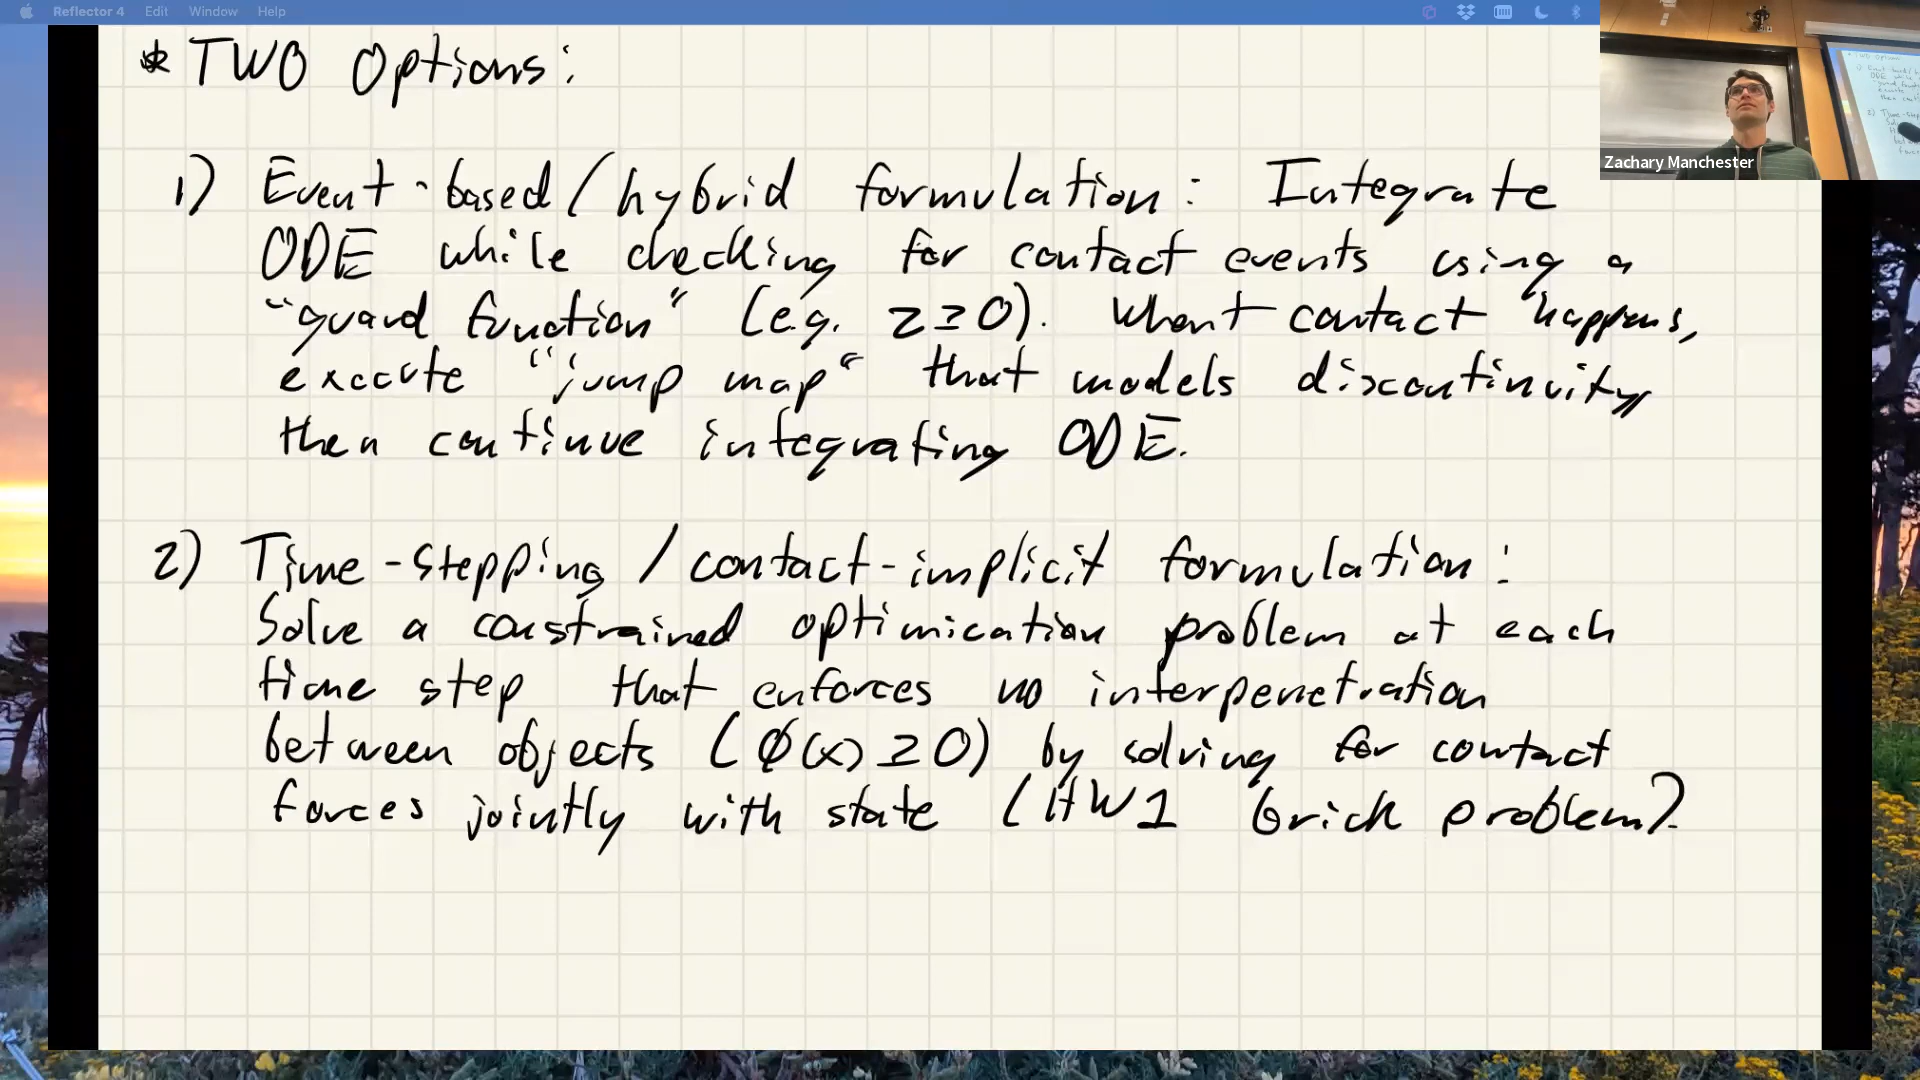 Reflector 4 Edit Window Help
Zachary Manchester
* TWO Options:
1) Event-based/hybrid formulation: Integrate
ODE while checking for contact events using a
"guard function" (e.g. z≥0). When contact happens,
execute "jump map" that models discontinuity,
then continue integrating ODE.
2) Time-stepping / contact-implicit formulation:
Solve a constrained optimization problem at each
time step that enforces no interpenetration
between objects (ϕ(x) ≥ 0) by solving for contact
forces jointly with state (HW1 brick problem).